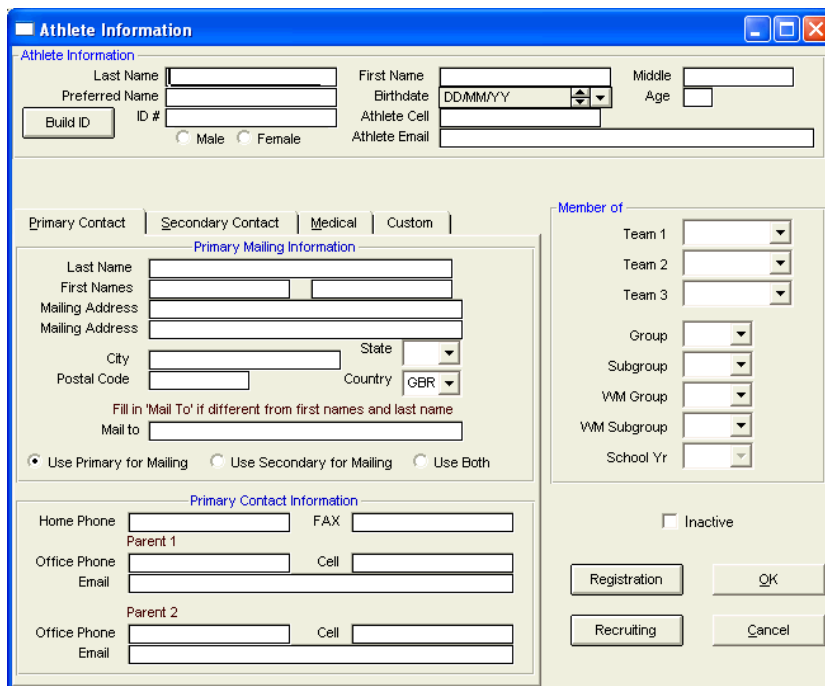 Athlete Information
Athlete Information
Last Name First Name Middle
Preferred Name Birthdate DD/MM/YY Age
Build ID ID # Athlete Cell
Male Female Athlete Email
Primary Contact Secondary Contact Medical Custom
Primary Mailing Information
Last Name
First Names
Mailing Address
Mailing Address
City State
Postal Code Country GBR
Fill in 'Mail To' if different from first names and last name
Mail to
Use Primary for Mailing Use Secondary for Mailing Use Both
Primary Contact Information
Home Phone FAX
Parent 1
Office Phone Cell
Email
Parent 2
Office Phone Cell
Email
Member of
Team 1
Team 2
Team 3
Group
Subgroup
WM Group
WM Subgroup
School Yr
Inactive
Registration OK
Recruiting Cancel